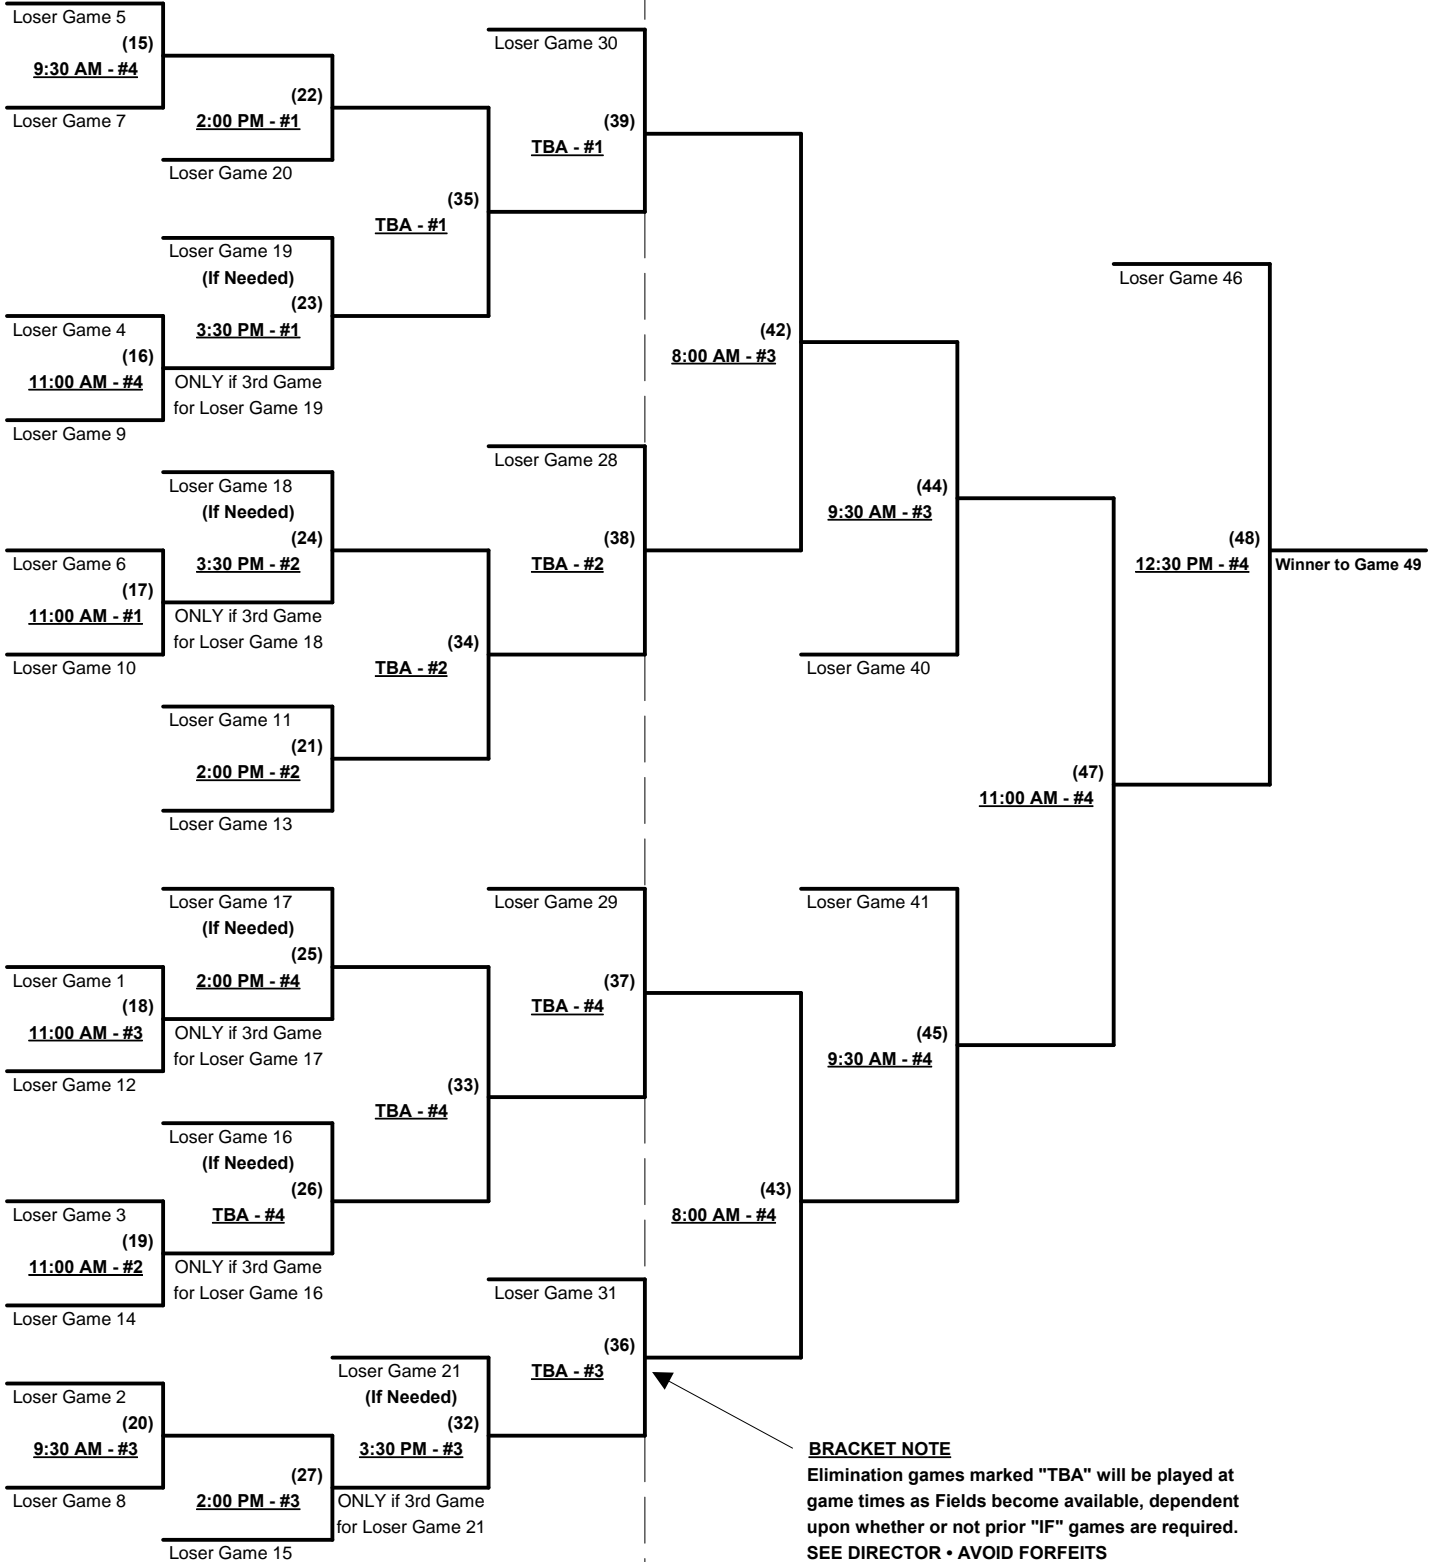 Loser Game 5
(15)
9:30 AM - #4
Loser Game 7
(22)
2:00 PM - #1
Loser Game 20
Loser Game 30
(39)
TBA - #1
(35)
TBA - #1
Loser Game 19
(If Needed)
(23)
3:30 PM - #1
Loser Game 4
(16)
11:00 AM - #4
ONLY if 3rd Game
for Loser Game 19
Loser Game 9
Loser Game 46
(42)
8:00 AM - #3
Loser Game 28
Loser Game 18
(If Needed)
(24)
3:30 PM - #2
Loser Game 6
(17)
11:00 AM - #1
ONLY if 3rd Game
for Loser Game 18
Loser Game 10
(38)
TBA - #2
(44)
9:30 AM - #3
(48)
12:30 PM - #4
Winner to Game 49
(34)
TBA - #2
Loser Game 40
Loser Game 11
(21)
2:00 PM - #2
Loser Game 13
(47)
11:00 AM - #4
Loser Game 17
(If Needed)
(25)
2:00 PM - #4
Loser Game 1
(18)
11:00 AM - #3
ONLY if 3rd Game
for Loser Game 17
Loser Game 12
Loser Game 29
(37)
TBA - #4
Loser Game 41
(45)
9:30 AM - #4
(33)
TBA - #4
Loser Game 16
(If Needed)
(26)
TBA - #4
Loser Game 3
(19)
11:00 AM - #2
ONLY if 3rd Game
for Loser Game 16
Loser Game 14
(43)
8:00 AM - #4
Loser Game 31
(36)
TBA - #3
Loser Game 21
(If Needed)
(32)
3:30 PM - #3
Loser Game 2
(20)
9:30 AM - #3
Loser Game 8
(27)
2:00 PM - #3
ONLY if 3rd Game
for Loser Game 21
Loser Game 15
BRACKET NOTE
Elimination games marked "TBA" will be played at
game times as Fields become available, dependent
upon whether or not prior "IF" games are required.
SEE DIRECTOR • AVOID FORFEITS